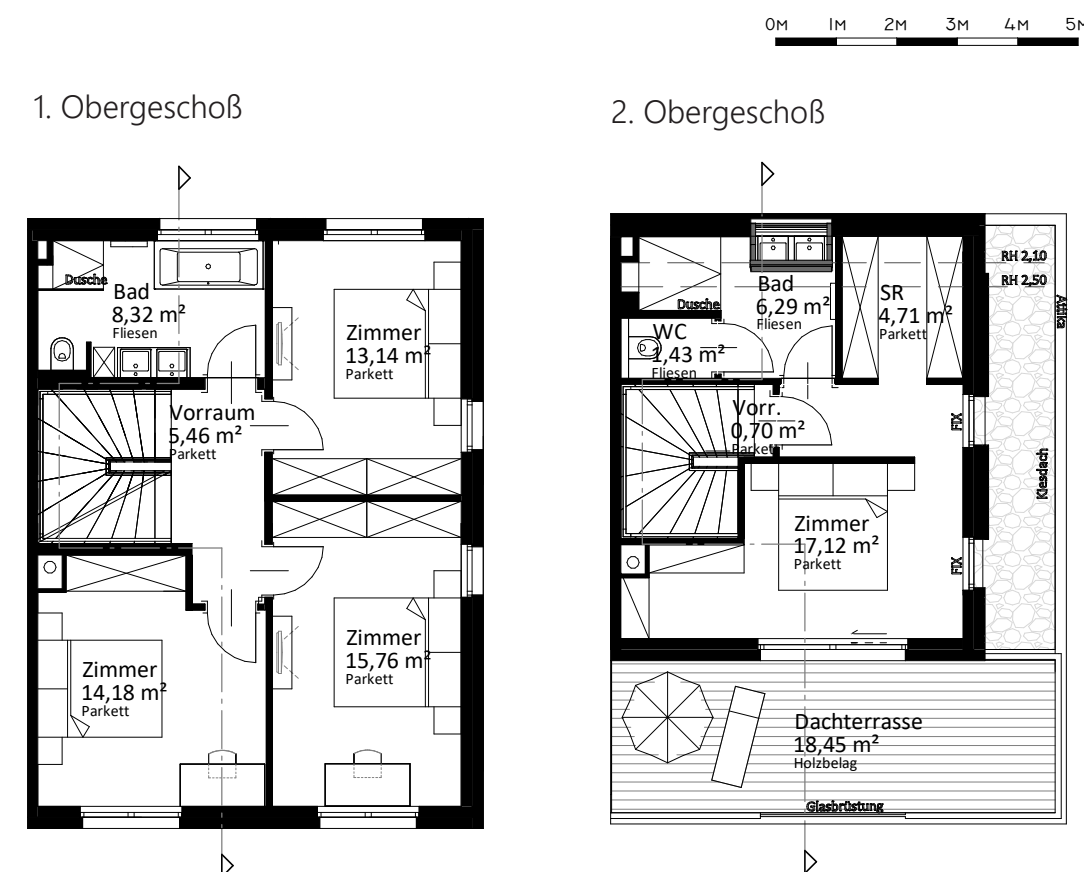 0M 1M 2M 3M 4M 5M
1. Obergeschoß
Dusche
Bad
8,32 m²
Fliesen
Zimmer
13,14 m²
Parkett
Vorraum
5,46 m²
Parkett
Zimmer
14,18 m²
Parkett
Zimmer
15,76 m²
Parkett
2. Obergeschoß
RH 2,10
RH 2,50
Attika
Dusche
Bad
6,29 m²
Fliesen
SR
4,71 m²
Parkett
WC
1,43 m²
Fliesen
Vorr.
0,70 m²
Parkett
FIX
Kiesdach
Zimmer
17,12 m²
Parkett
FIX
Dachterrasse
18,45 m²
Holzbelag
Glasbrüstung